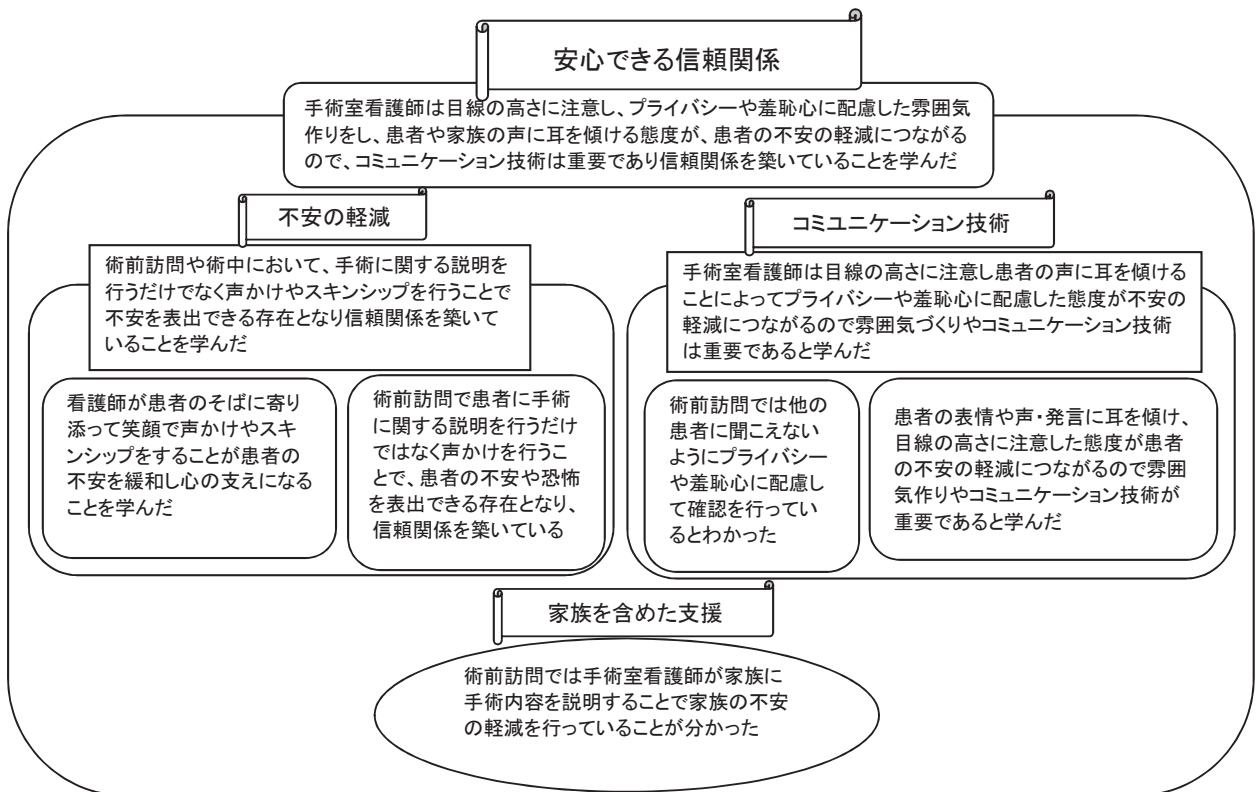 安心できる信頼関係
手術室看護師は目線の高さに注意し、プライバシーや羞恥心に配慮した雰囲気
作りをし、患者や家族の声に耳を傾ける態度が、患者の不安の軽減につながる
ので、コミュニケーション技術は重要であり信頼関係を築いていることを学んだ
不安の軽減
術前訪問や術中において、手術に関する説明を
行うだけでなく声かけやスキンシップを行うことで
不安を表出できる存在となり信頼関係を築いて
いることを学んだ
看護師が患者のそばに寄り
添って笑顔で声かけやスキ
ンシップをすることが患者の
不安を緩和し心の支えになる
ことを学んだ
術前訪問で患者に手術
に関する説明を行うだけ
ではなく声かけを行うこ
とで、患者の不安や恐怖
を表出できる存在となり、
信頼関係を築いている
コミュニケーション技術
手術室看護師は目線の高さに注意し患者の声に耳を傾ける
ことによってプライバシーや羞恥心に配慮した態度が不安の
軽減につながるので雰囲気づくりやコミュニケーション技術
は重要であると学んだ
術前訪問では他の
患者に聞こえない
ようにプライバシー
や羞恥心に配慮し
て確認を行ってい
るとわかった
患者の表情や声・発言に耳を傾け、
目線の高さに注意した態度が患者
の不安の軽減につながるので雰囲
気作りやコミュニケーション技術が
重要であると学んだ
家族を含めた支援
術前訪問では手術室看護師が家族に
手術内容を説明することで家族の不安
の軽減を行っていることが分かった